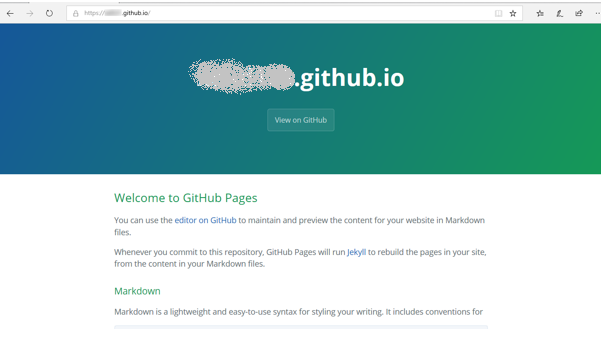 https://
.github.io/
.github.io
View on GitHub
Welcome to GitHub Pages
You can use the editor on GitHub to maintain and preview the content for your website in Markdown
files.
Whenever you commit to this repository, GitHub Pages will run Jekyll to rebuild the pages in your site,
from the content in your Markdown files.
Markdown
Markdown is a lightweight and easy-to-use syntax for styling your writing. It includes conventions for